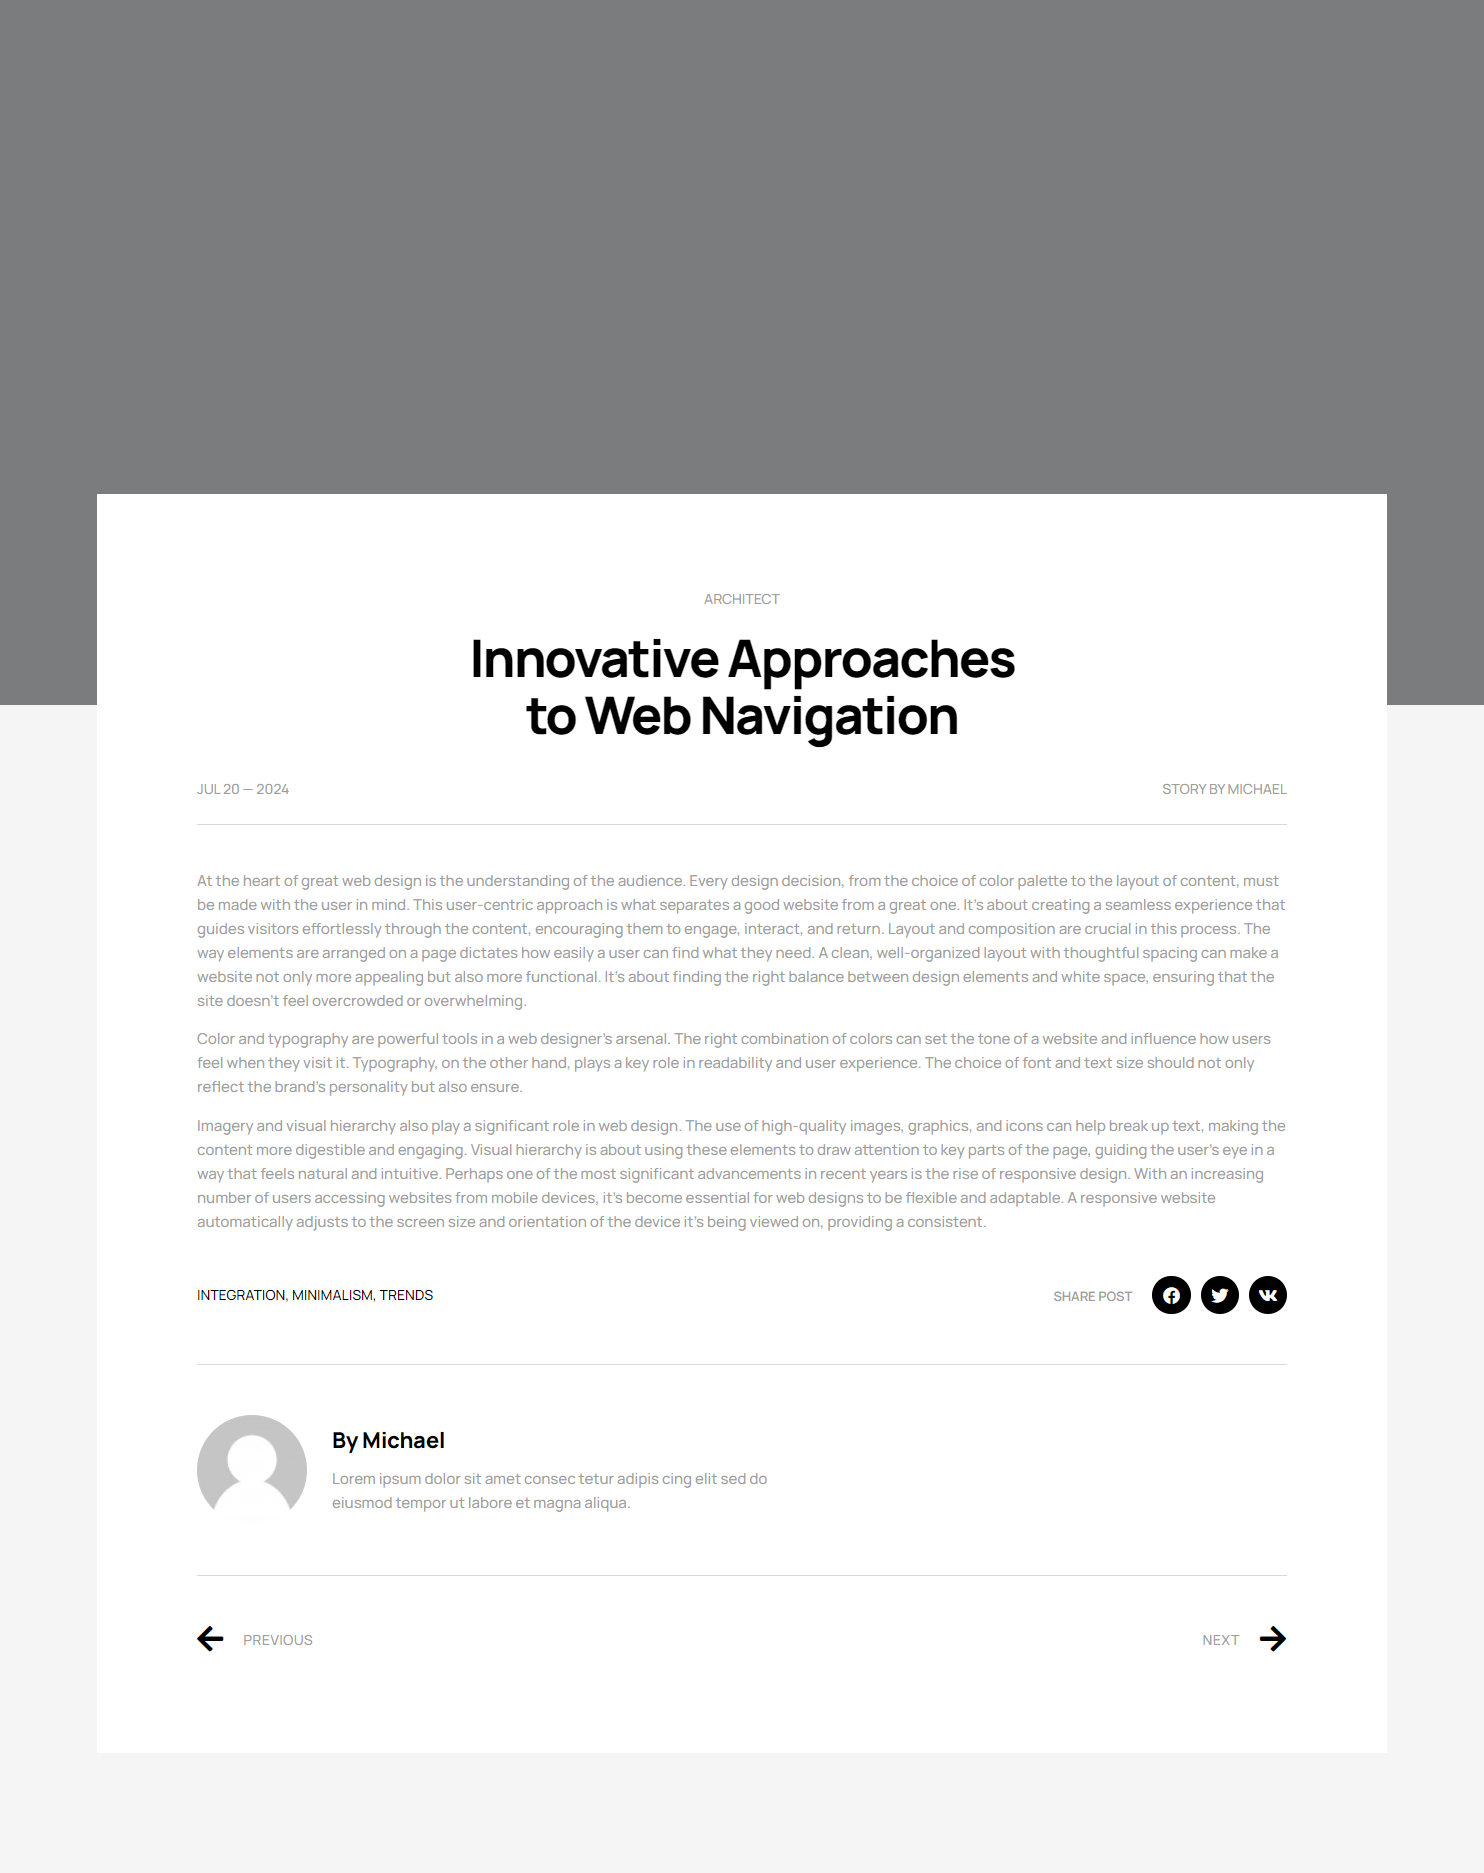 ARCHITECT
Innovative Approaches
to Web Navigation
JUL 20 — 2024
STORY BY MICHAEL
At the heart of great web design is the understanding of the audience. Every design decision, from the choice of color palette to the layout of content, must
be made with the user in mind. This user-centric approach is what separates a good website from a great one. It’s about creating a seamless experience that
guides visitors effortlessly through the content, encouraging them to engage, interact, and return. Layout and composition are crucial in this process. The
way elements are arranged on a page dictates how easily a user can find what they need. A clean, well-organized layout with thoughtful spacing can make a
website not only more appealing but also more functional. It’s about finding the right balance between design elements and white space, ensuring that the
site doesn’t feel overcrowded or overwhelming.
Color and typography are powerful tools in a web designer’s arsenal. The right combination of colors can set the tone of a website and influence how users
feel when they visit it. Typography, on the other hand, plays a key role in readability and user experience. The choice of font and text size should not only
reflect the brand’s personality but also ensure.
Imagery and visual hierarchy also play a significant role in web design. The use of high-quality images, graphics, and icons can help break up text, making the
content more digestible and engaging. Visual hierarchy is about using these elements to draw attention to key parts of the page, guiding the user’s eye in a
way that feels natural and intuitive. Perhaps one of the most significant advancements in recent years is the rise of responsive design. With an increasing
number of users accessing websites from mobile devices, it’s become essential for web designs to be flexible and adaptable. A responsive website
automatically adjusts to the screen size and orientation of the device it’s being viewed on, providing a consistent.
INTEGRATION, MINIMALISM, TRENDS
SHARE POST
By Michael
Lorem ipsum dolor sit amet consec tetur adipis cing elit sed do
eiusmod tempor ut labore et magna aliqua.
PREVIOUS
NEXT